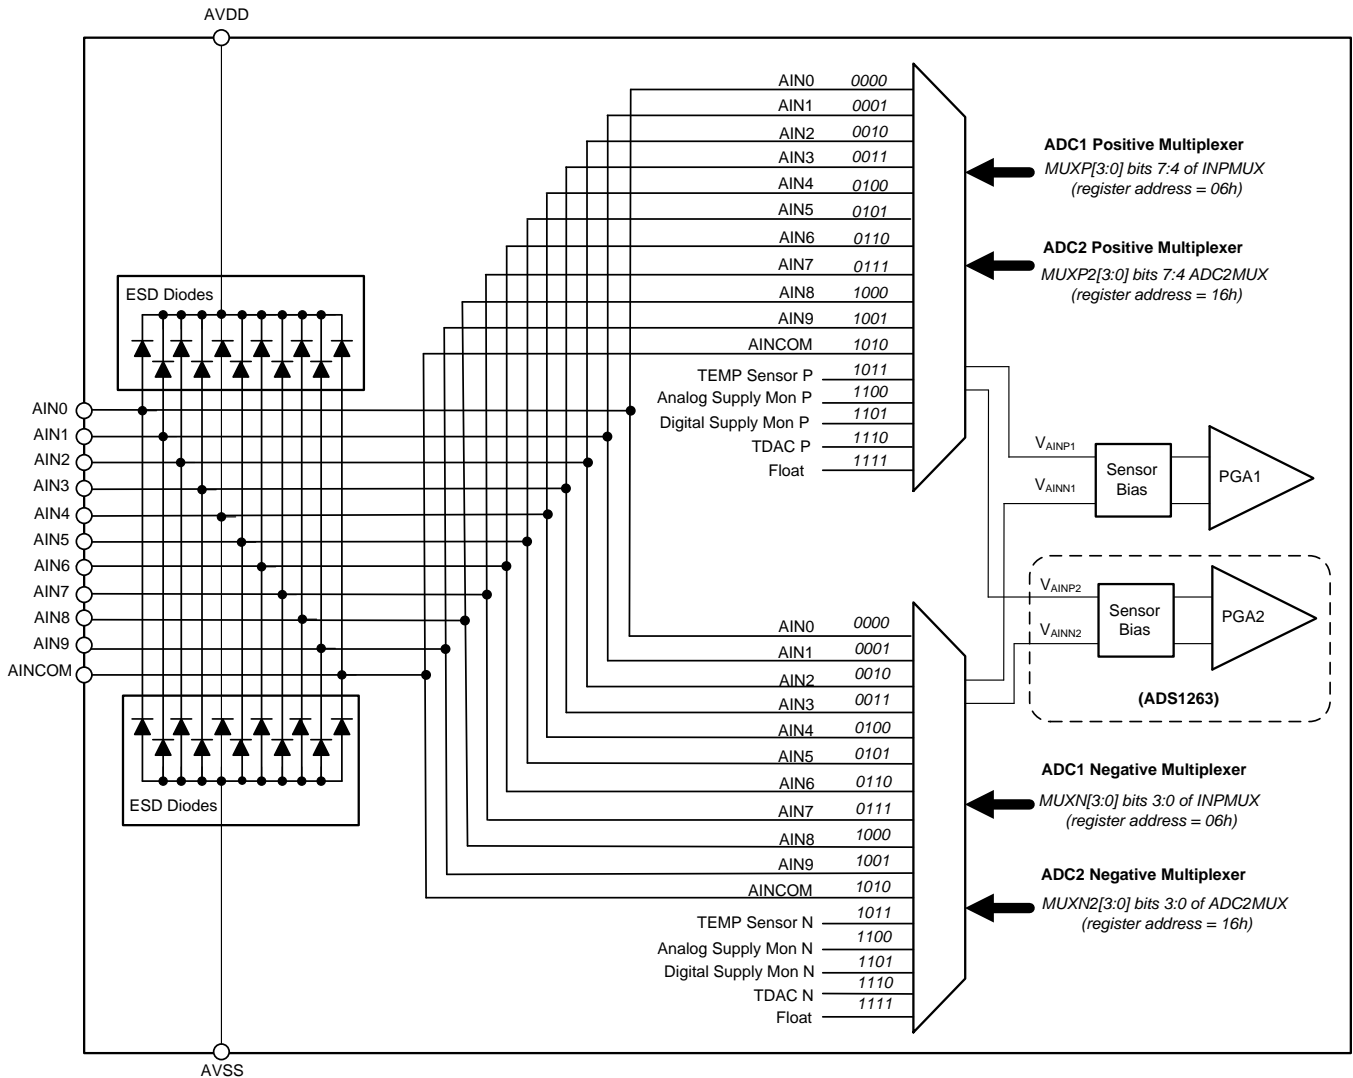 AVDD
AIN0 0000
AIN1 0001
AIN2 0010
AIN3 0011
AIN4 0100
AIN5 0101
AIN6 0110
AIN7 0111
AIN8 1000
AIN9 1001
AINCOM 1010
TEMP Sensor P 1011
Analog Supply Mon P 1100
Digital Supply Mon P 1101
TDAC P 1110
Float 1111
ADC1 Positive Multiplexer
MUXP[3:0] bits 7:4 of INPMUX
(register address = 06h)
ADC2 Positive Multiplexer
MUXP2[3:0] bits 7:4 ADC2MUX
(register address = 16h)
ESD Diodes
AIN0
AIN1
AIN2
AIN3
AIN4
AIN5
AIN6
AIN7
AIN8
AIN9
AINCOM
ESD Diodes
VAINP1
VAINN1
Sensor
Bias
PGA1
VAINP2
VAINN2
Sensor
Bias
PGA2
(ADS1263)
AIN0 0000
AIN1 0001
AIN2 0010
AIN3 0011
AIN4 0100
AIN5 0101
AIN6 0110
AIN7 0111
AIN8 1000
AIN9 1001
AINCOM 1010
TEMP Sensor N 1011
Analog Supply Mon N 1100
Digital Supply Mon N 1101
TDAC N 1110
Float 1111
ADC1 Negative Multiplexer
MUXN[3:0] bits 3:0 of INPMUX
(register address = 06h)
ADC2 Negative Multiplexer
MUXN2[3:0] bits 3:0 of ADC2MUX
(register address = 16h)
AVSS